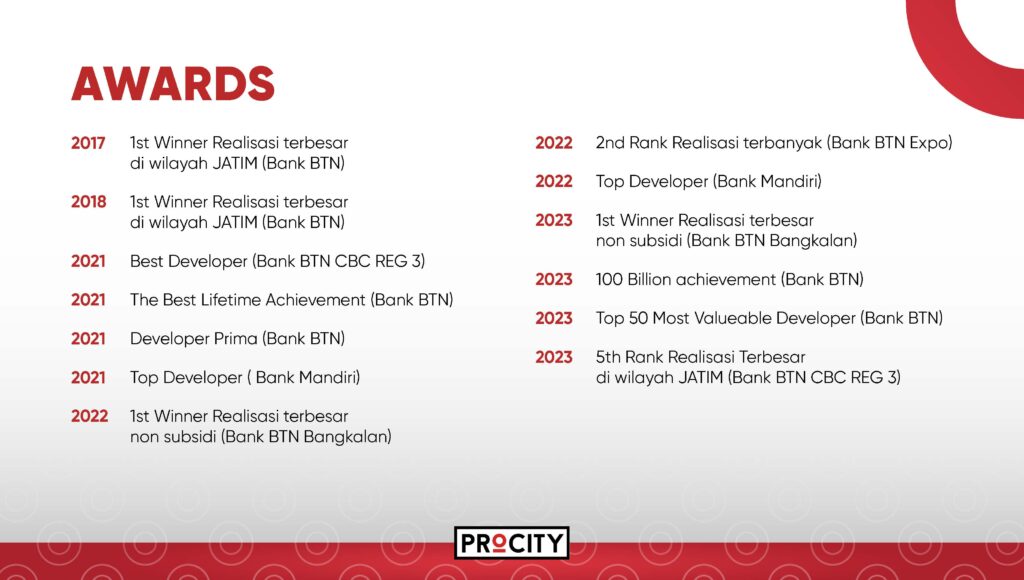 AWARDS
2017 1st Winner Realisasi terbesar
di wilayah JATIM (Bank BTN)
2018 1st Winner Realisasi terbesar
di wilayah JATIM (Bank BTN)
2021 Best Developer (Bank BTN CBC REG 3)
2021 The Best Lifetime Achievement (Bank BTN)
2021 Developer Prima (Bank BTN)
2021 Top Developer ( Bank Mandiri)
2022 1st Winner Realisasi terbesar
non subsidi (Bank BTN Bangkalan)
2022 2nd Rank Realisasi terbanyak (Bank BTN Expo)
2022 Top Developer (Bank Mandiri)
2023 1st Winner Realisasi terbesar
non subsidi (Bank BTN Bangkalan)
2023 100 Billion achievement (Bank BTN)
2023 Top 50 Most Valueable Developer (Bank BTN)
2023 5th Rank Realisasi Terbesar
di wilayah JATIM (Bank BTN CBC REG 3)
PROCITY